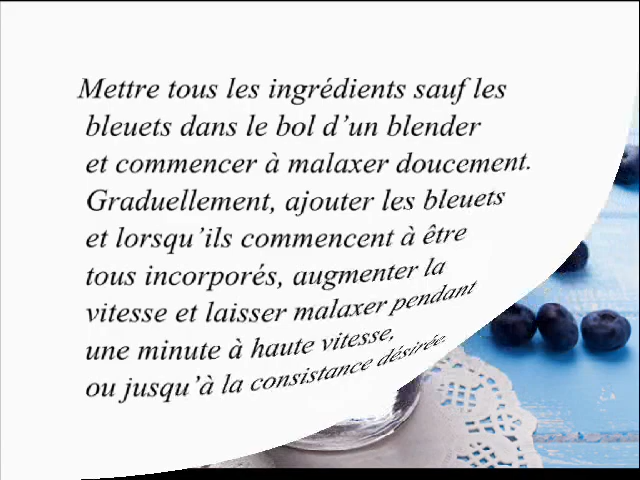 Mettre tous les ingrédients sauf les
bleuets dans le bol d'un blender
et commencer à malaxer doucement.
Graduellement, ajouter les bleuets
et lorsqu'ils commencent à être
tous incorporés, augmenter la
vitesse et laisser malaxer pendant
une minute à haute vitesse,
ou jusqu'à la consistance désirée.